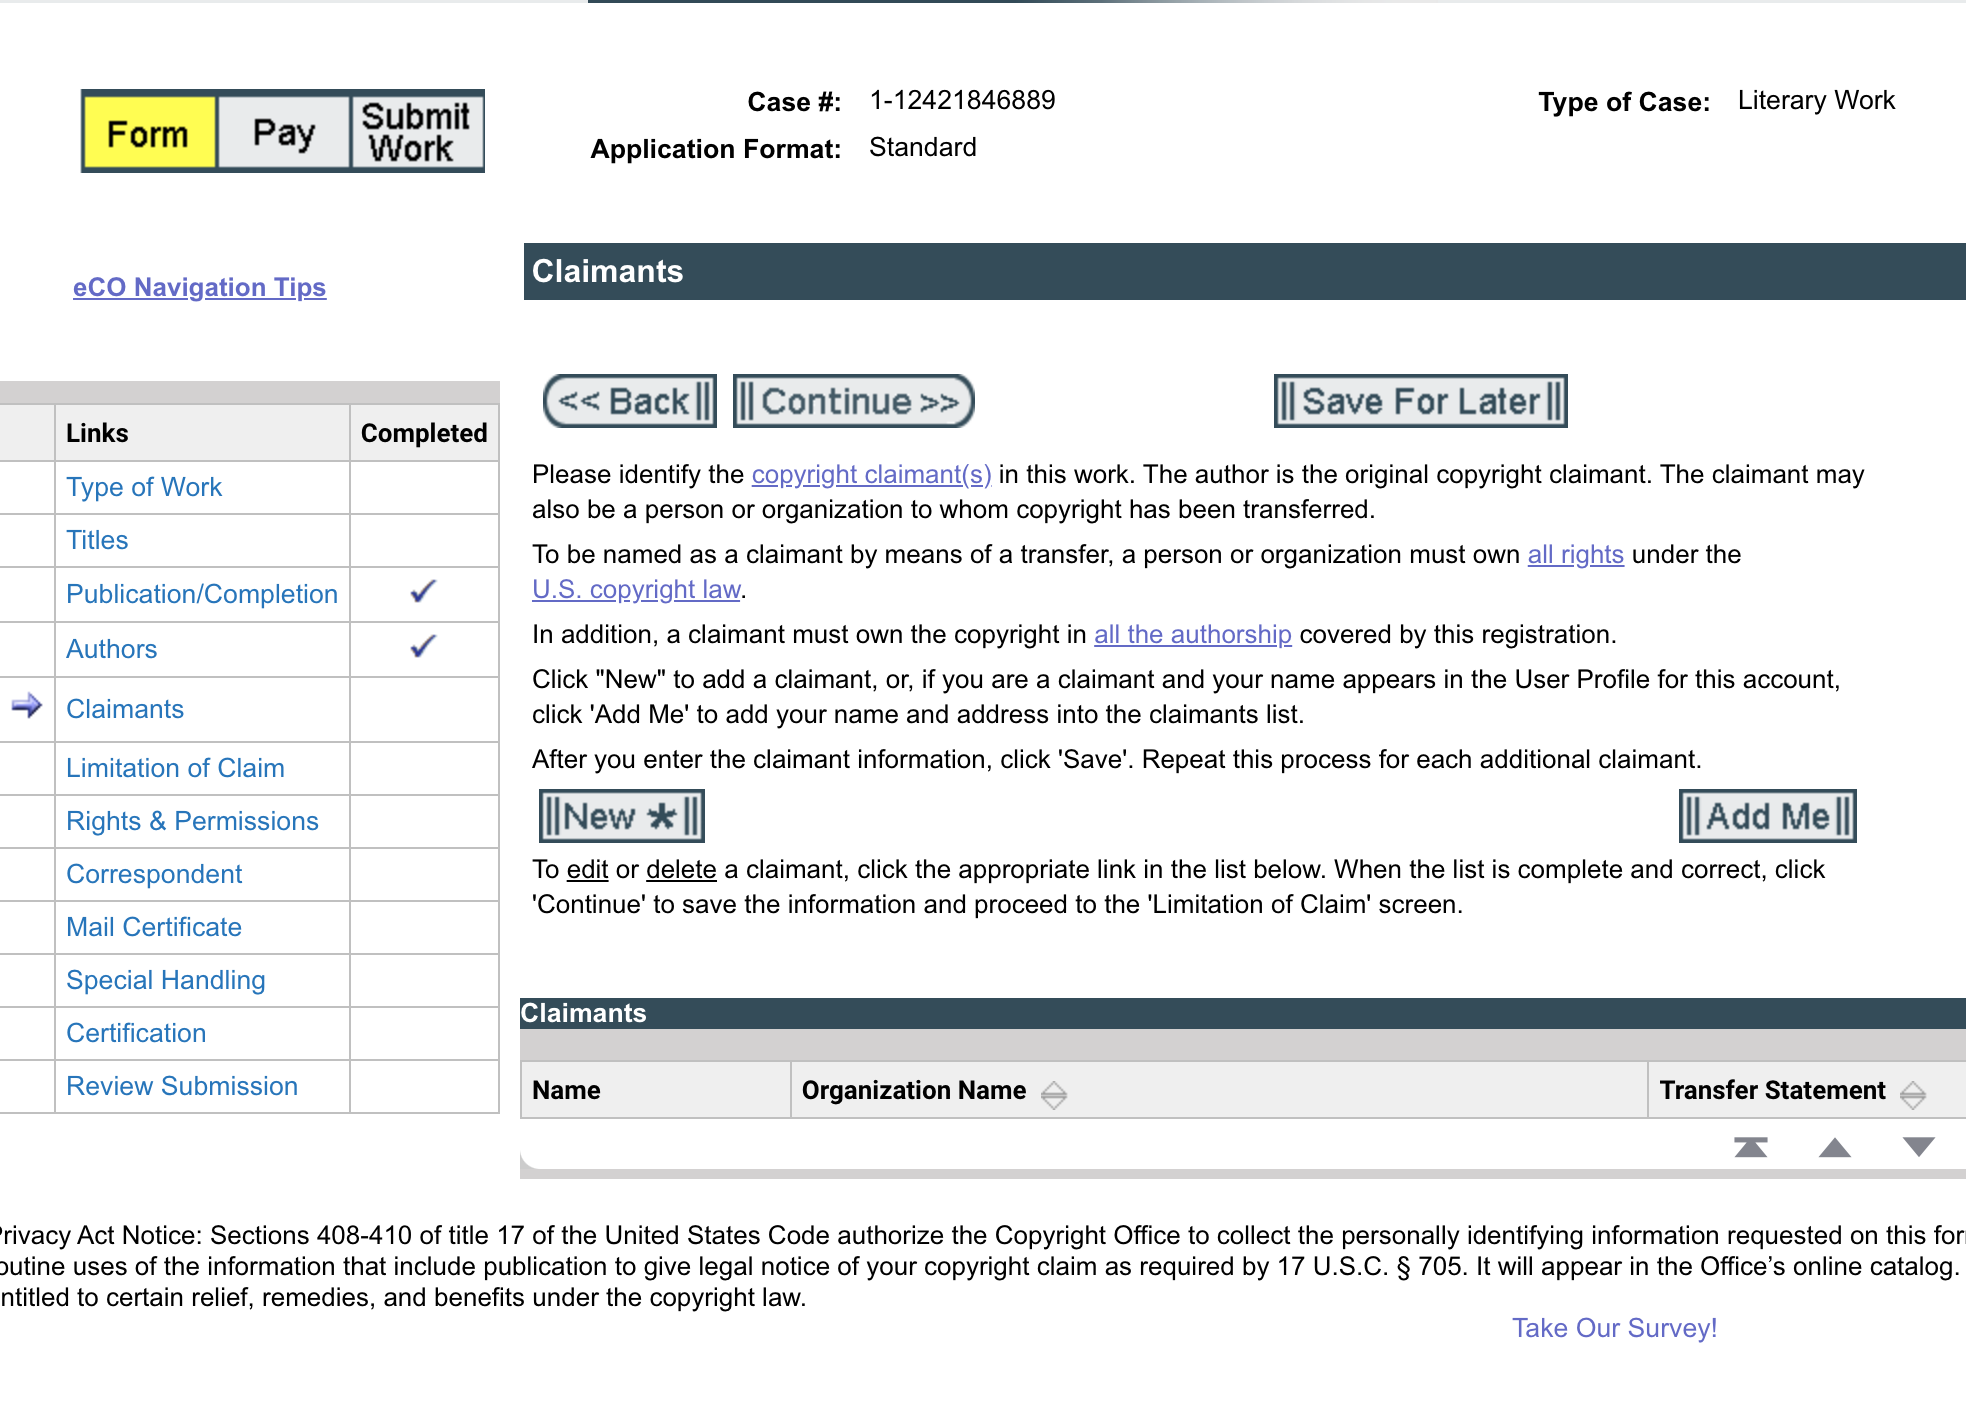 Form
Pay
Submit
Work
Case #: 1-12421846889
Type of Case: Literary Work
Application Format: Standard
eCO Navigation Tips
Claimants
<< Back
Continue >>
Save For Later
Links Completed
Type of Work
Titles
Publication/Completion
Authors
Claimants
Limitation of Claim
Rights & Permissions
Correspondent
Mail Certificate
Special Handling
Certification
Review Submission
Please identify the copyright claimant(s) in this work. The author is the original copyright claimant. The claimant may
also be a person or organization to whom copyright has been transferred.
To be named as a claimant by means of a transfer, a person or organization must own all rights under the
U.S. copyright law.
In addition, a claimant must own the copyright in all the authorship covered by this registration.
Click "New" to add a claimant, or, if you are a claimant and your name appears in the User Profile for this account,
click 'Add Me' to add your name and address into the claimants list.
After you enter the claimant information, click 'Save'. Repeat this process for each additional claimant.
New *
Add Me
To edit or delete a claimant, click the appropriate link in the list below. When the list is complete and correct, click
'Continue' to save the information and proceed to the 'Limitation of Claim' screen.
Claimants
Name Organization Name Transfer Statement
Privacy Act Notice: Sections 408-410 of title 17 of the United States Code authorize the Copyright Office to collect the personally identifying information requested on this
outine uses of the information that include publication to give legal notice of your copyright claim as required by 17 U.S.C. § 705. It will appear in the Office’s online catalog.
ntitled to certain relief, remedies, and benefits under the copyright law.
Take Our Survey!